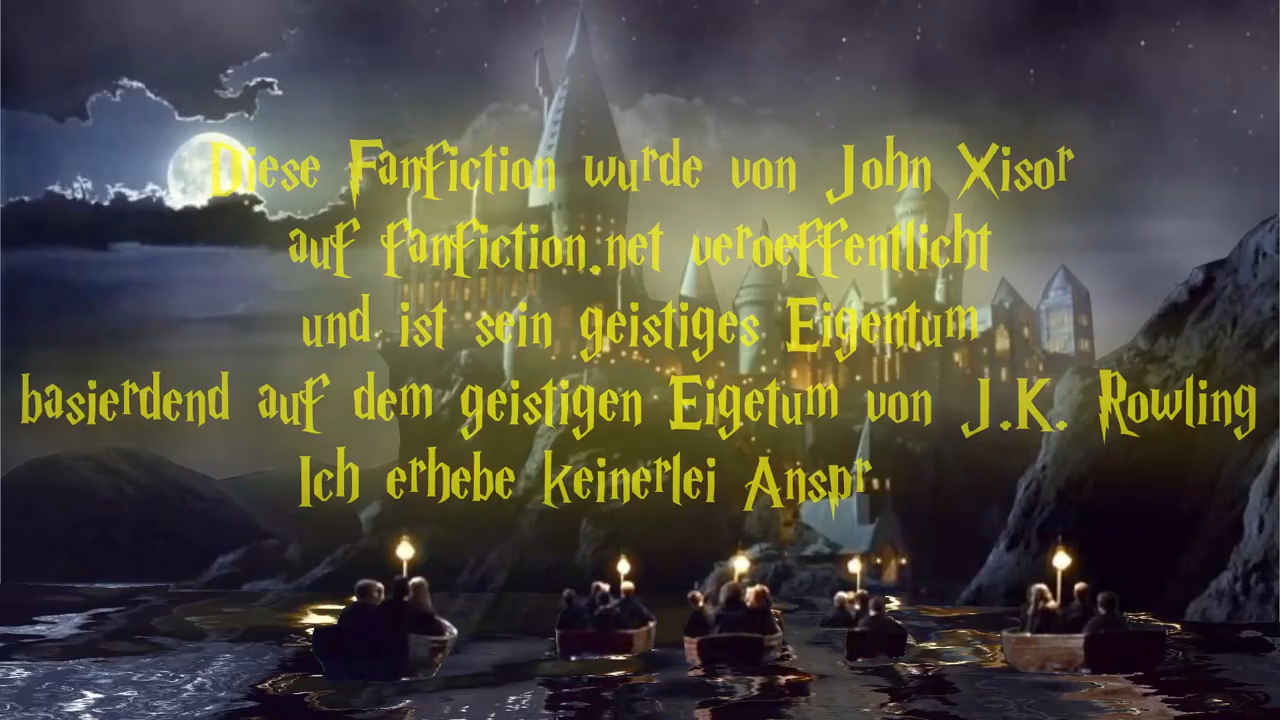 Diese Fanfiction wurde von John Xisor
auf fanfiction.net veroeffentlicht
und ist sein geistiges Eigentum
basierdend auf dem geistigen Eigetum von J.K. Rowling
Ich erhebe keinerlei Anspr